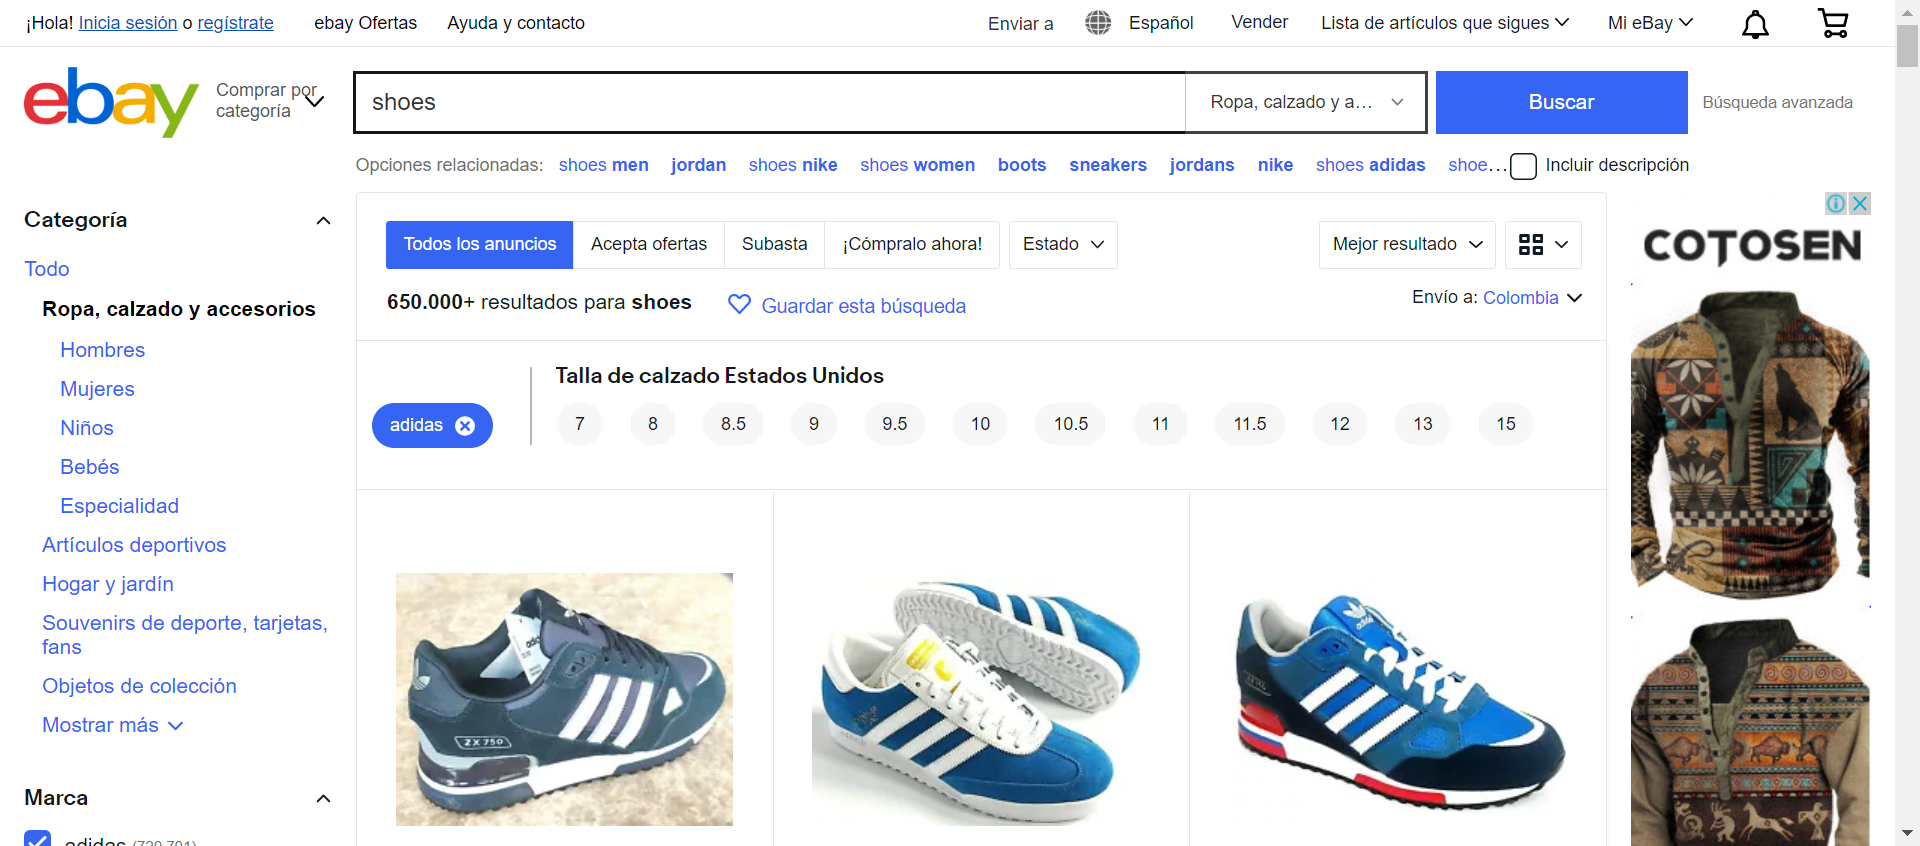 ¡Hola! Inicia sesión o regístrate ebay Ofertas Ayuda y contacto Enviar a Español Vender Lista de artículos que sigues Mi eBay
ebay Comprar por categoría shoes Ropa, calzado y a... Buscar Búsqueda avanzada
Opciones relacionadas: shoes men jordan shoes nike shoes women boots sneakers jordans nike shoes adidas shoe... Incluir descripción
Categoría
Todo
Ropa, calzado y accesorios
Hombres
Mujeres
Niños
Bebés
Especialidad
Artículos deportivos
Hogar y jardín
Souvenirs de deporte, tarjetas,
fans
Objetos de colección
Mostrar más
Marca
adidas (720.701)
Todos los anuncios Acepta ofertas Subasta ¡Cómpralo ahora! Estado Mejor resultado
650.000+ resultados para shoes Guardar esta búsqueda Envío a: Colombia
Talla de calzado Estados Unidos
adidas 7 8 8.5 9 9.5 10 10.5 11 11.5 12 13 15
ZX 750
COTOSEN